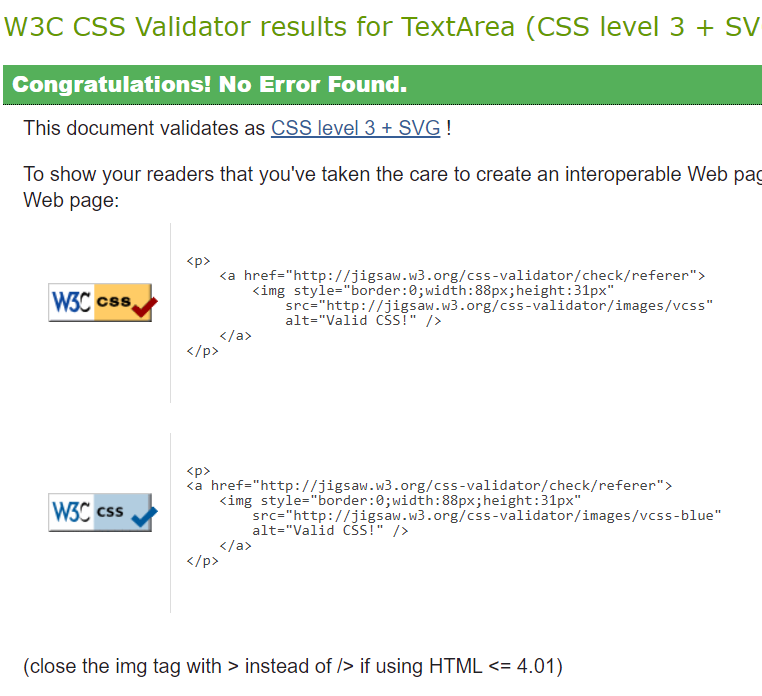 W3C CSS Validator results for TextArea (CSS level 3 + SV
Congratulations! No Error Found.
This document validates as CSS level 3 + SVG !
To show your readers that you've taken the care to create an interoperable Web pag
Web page:
<p>
<a href="http://jigsaw.w3.org/css-validator/check/referer">
<img style="border:0;width:88px;height:31px"
W3C css
src="http://jigsaw.w3.org/css-validator/images/vcss"
alt="Valid CSS!" />
</a>
</p>
<p>
<a href="http://jigsaw.w3.org/css-validator/check/referer">
<img style="border:0;width:88px;height:31px"
W3C css
src="http://jigsaw.w3.org/css-validator/images/vcss-blue"
alt="Valid CSS!" />
</a>
</p>
(close the img tag with > instead of /> if using HTML <= 4.01)